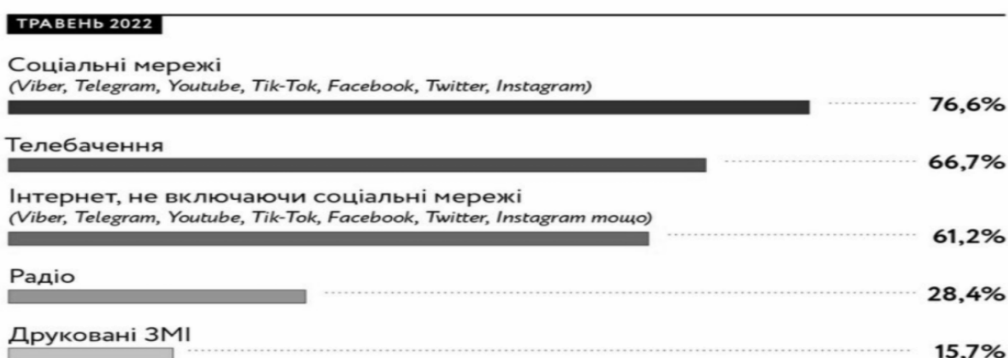 ТРАВЕНЬ 2022
Соціальні мережі
(Viber, Telegram, Youtube, Tik-Tok, Facebook, Twitter, Instagram)
76,6%
Телебачення
66,7%
Інтернет, не включаючи соціальні мережі
(Viber, Telegram, Youtube, Tik-Tok, Facebook, Twitter, Instagram тощо)
61,2%
Радіо
28,4%
Друковані ЗМІ
15,7%